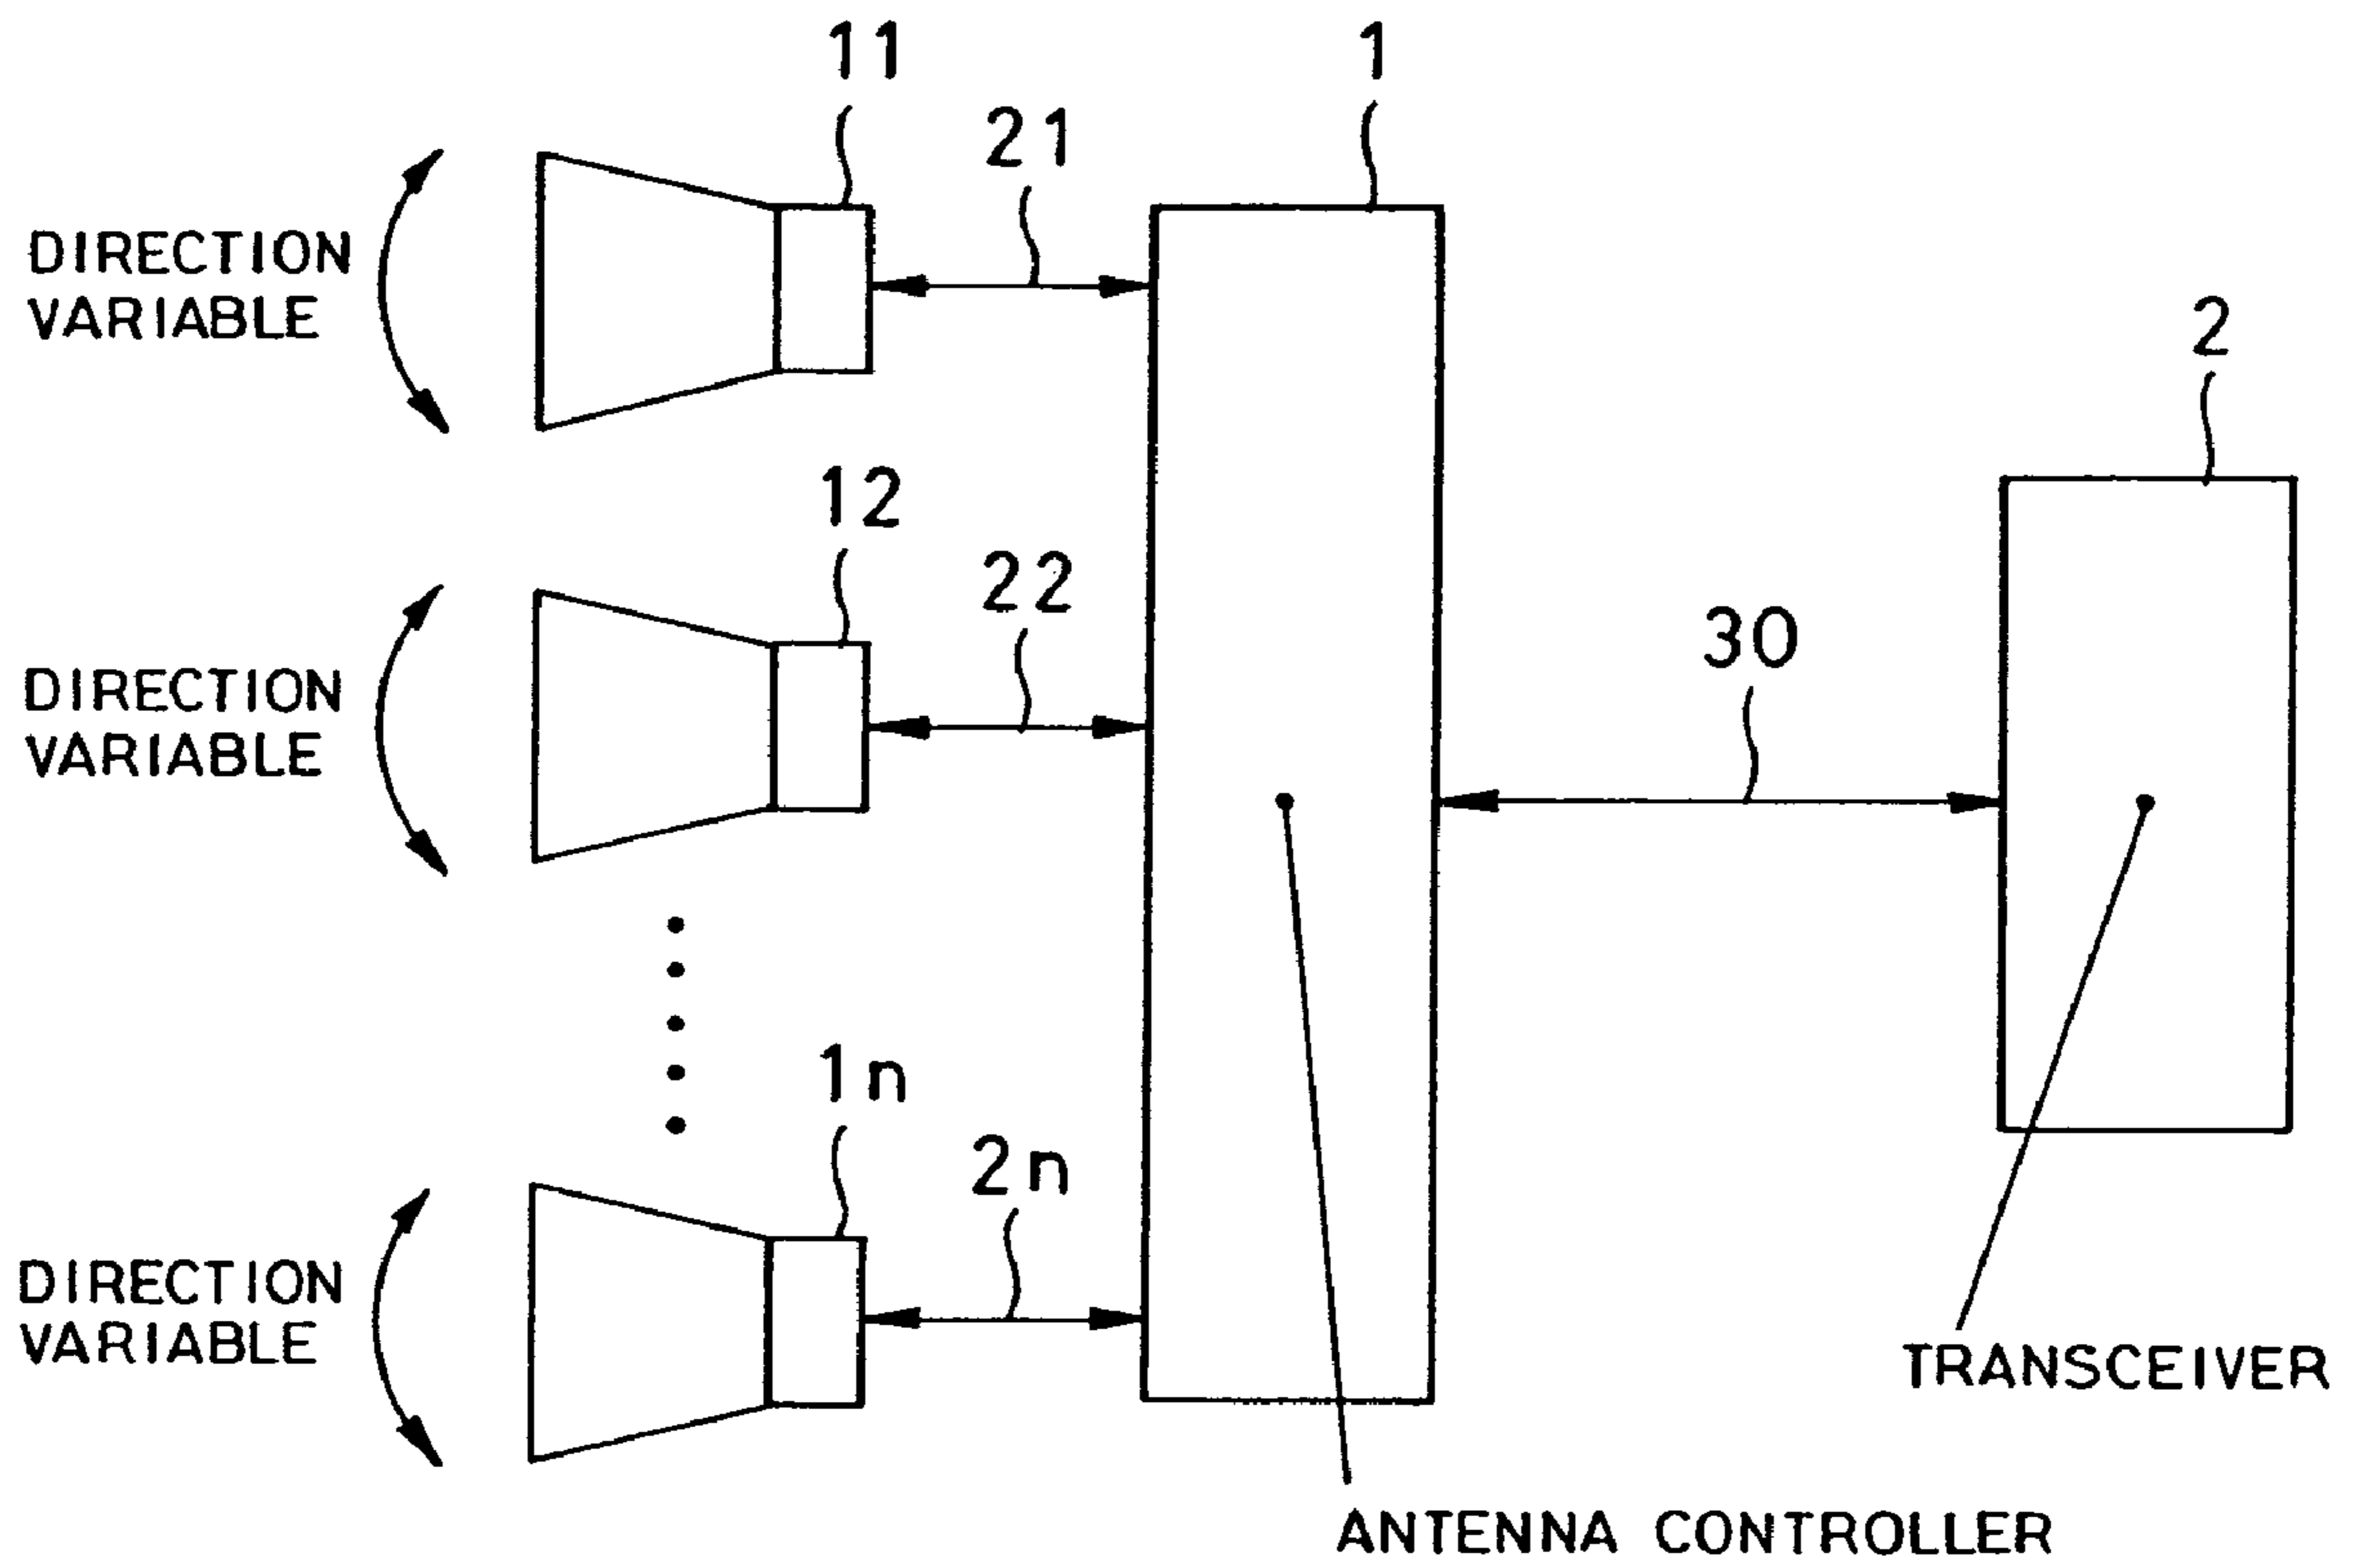 11
1
21
DIRECTION
VARIABLE
2
12
22
30
DIRECTION
VARIABLE
1n
2n
DIRECTION
VARIABLE
TRANSCEIVER
ANTENNA CONTROLLER